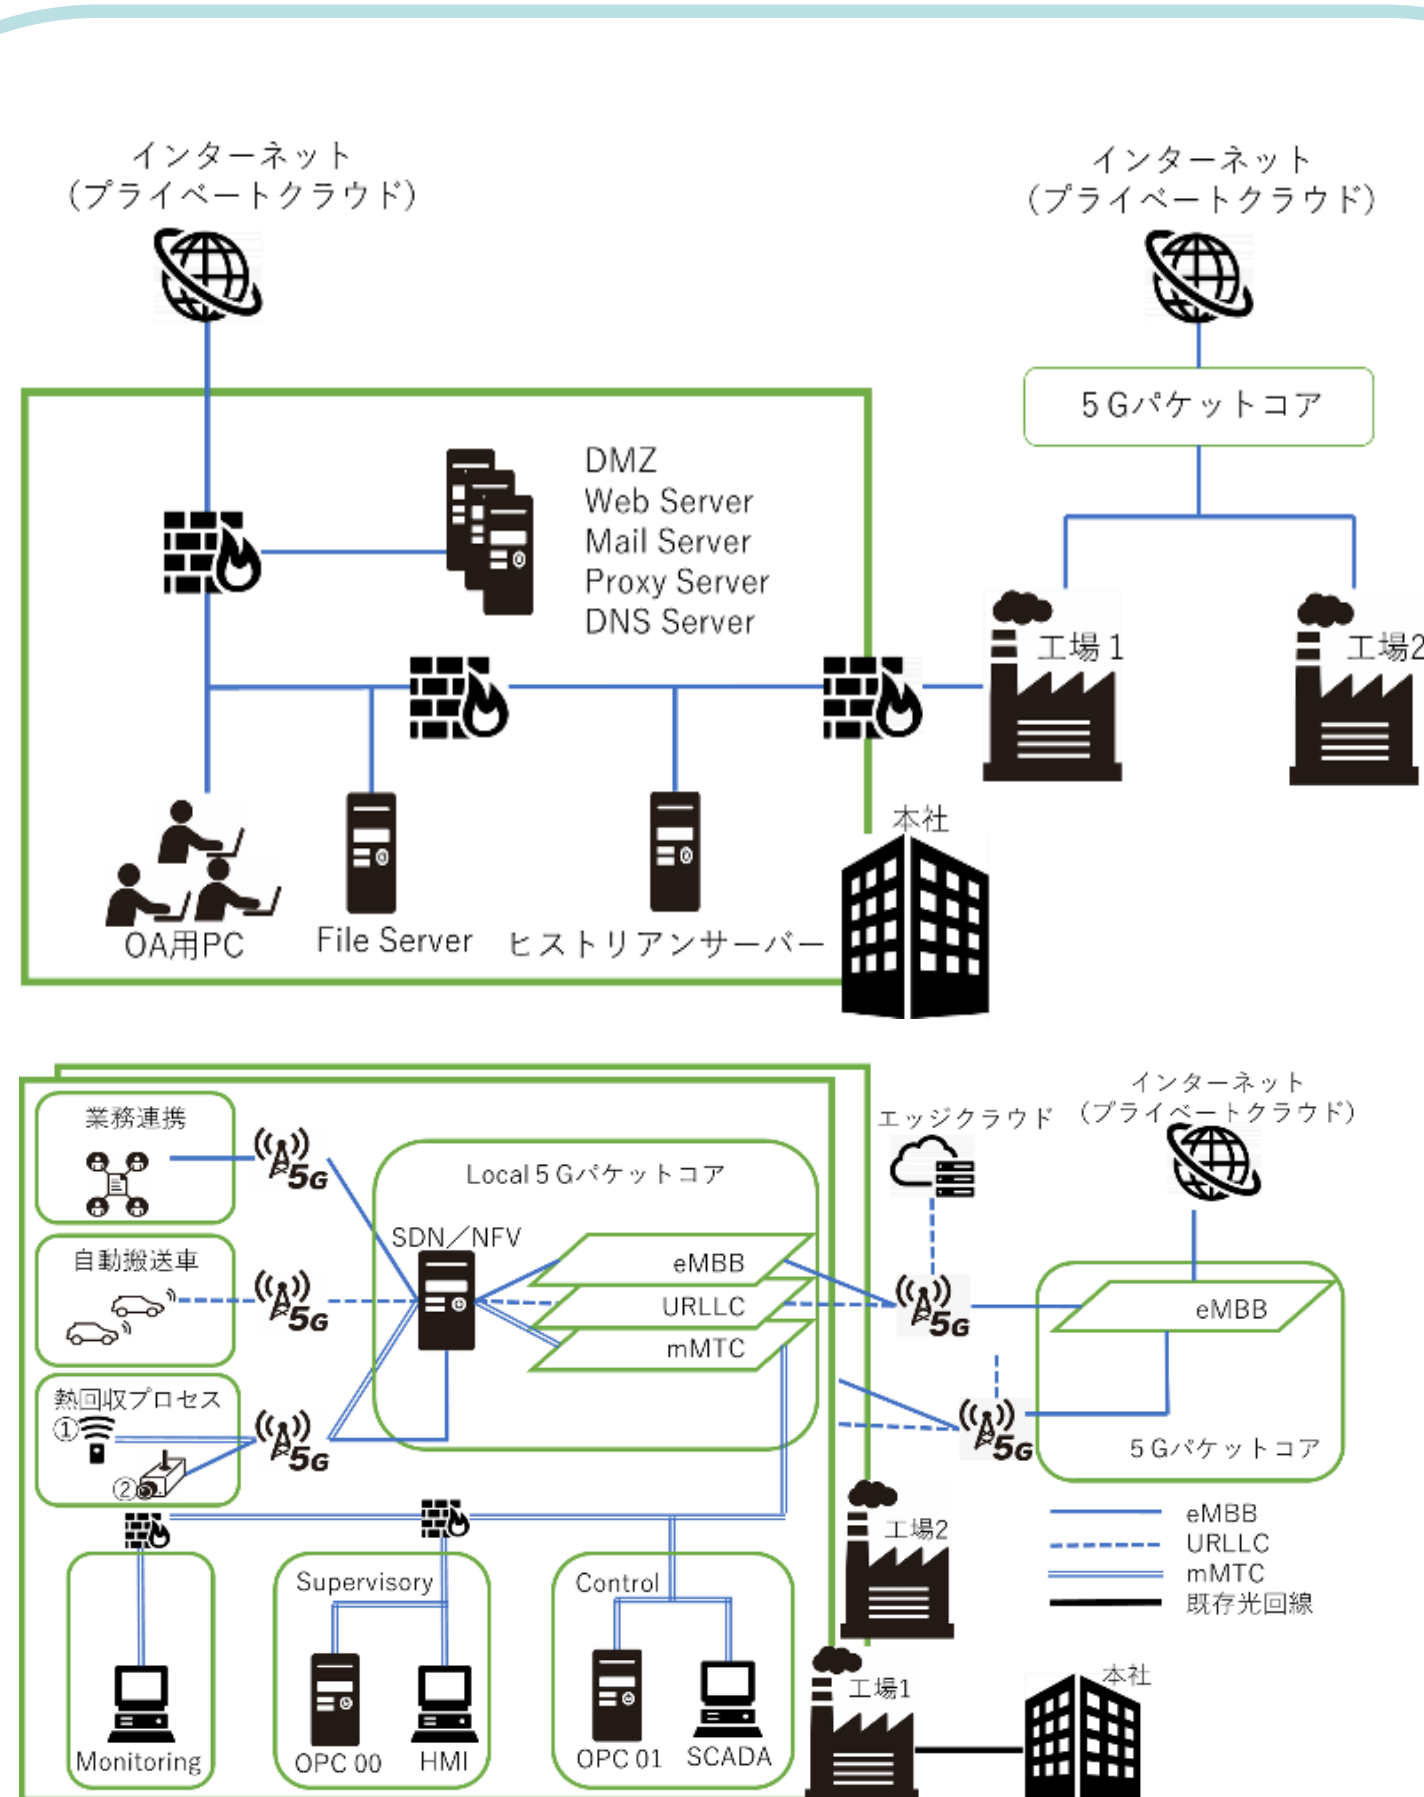 インターネット
(プライベートクラウド)
インターネット
(プライベートクラウド)
5Gパケットコア
DMZ
Web Server
Mail Server
Proxy Server
DNS Server
工場1
工場2
本社
OA用PC
File Server
ヒストリアンサーバー
業務連携
5G
Local5Gパケットコア
SDN/NFV
eMBB
URLLC
mMTC
自動搬送車
5G
熱回収プロセス
①
②
5G
エッジクラウド
インターネット
(プライベートクラウド)
5G
eMBB
5G
5Gパケットコア
eMBB
URLLC
mMTC
既存光回線
工場2
工場1
本社
Monitoring
Supervisory
OPC 00
HMI
Control
OPC 01
SCADA